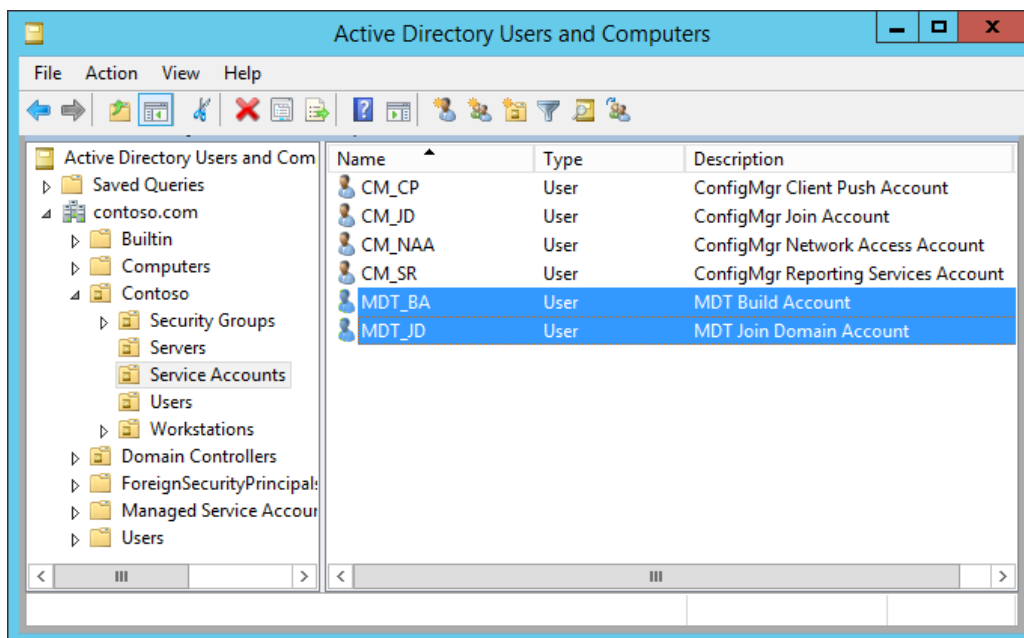 Active Directory Users and Computers
File Action View Help
Active Directory Users and Com
Saved Queries
contoso.com
Builtin
Computers
Contoso
Security Groups
Servers
Service Accounts
Users
Workstations
Domain Controllers
ForeignSecurityPrincipals
Managed Service Accour
Users
Name Type Description
CM_CP User ConfigMgr Client Push Account
CM_JD User ConfigMgr Join Account
CM_NAA User ConfigMgr Network Access Account
CM_SR User ConfigMgr Reporting Services Account
MDT_BA User MDT Build Account
MDT_JD User MDT Join Domain Account